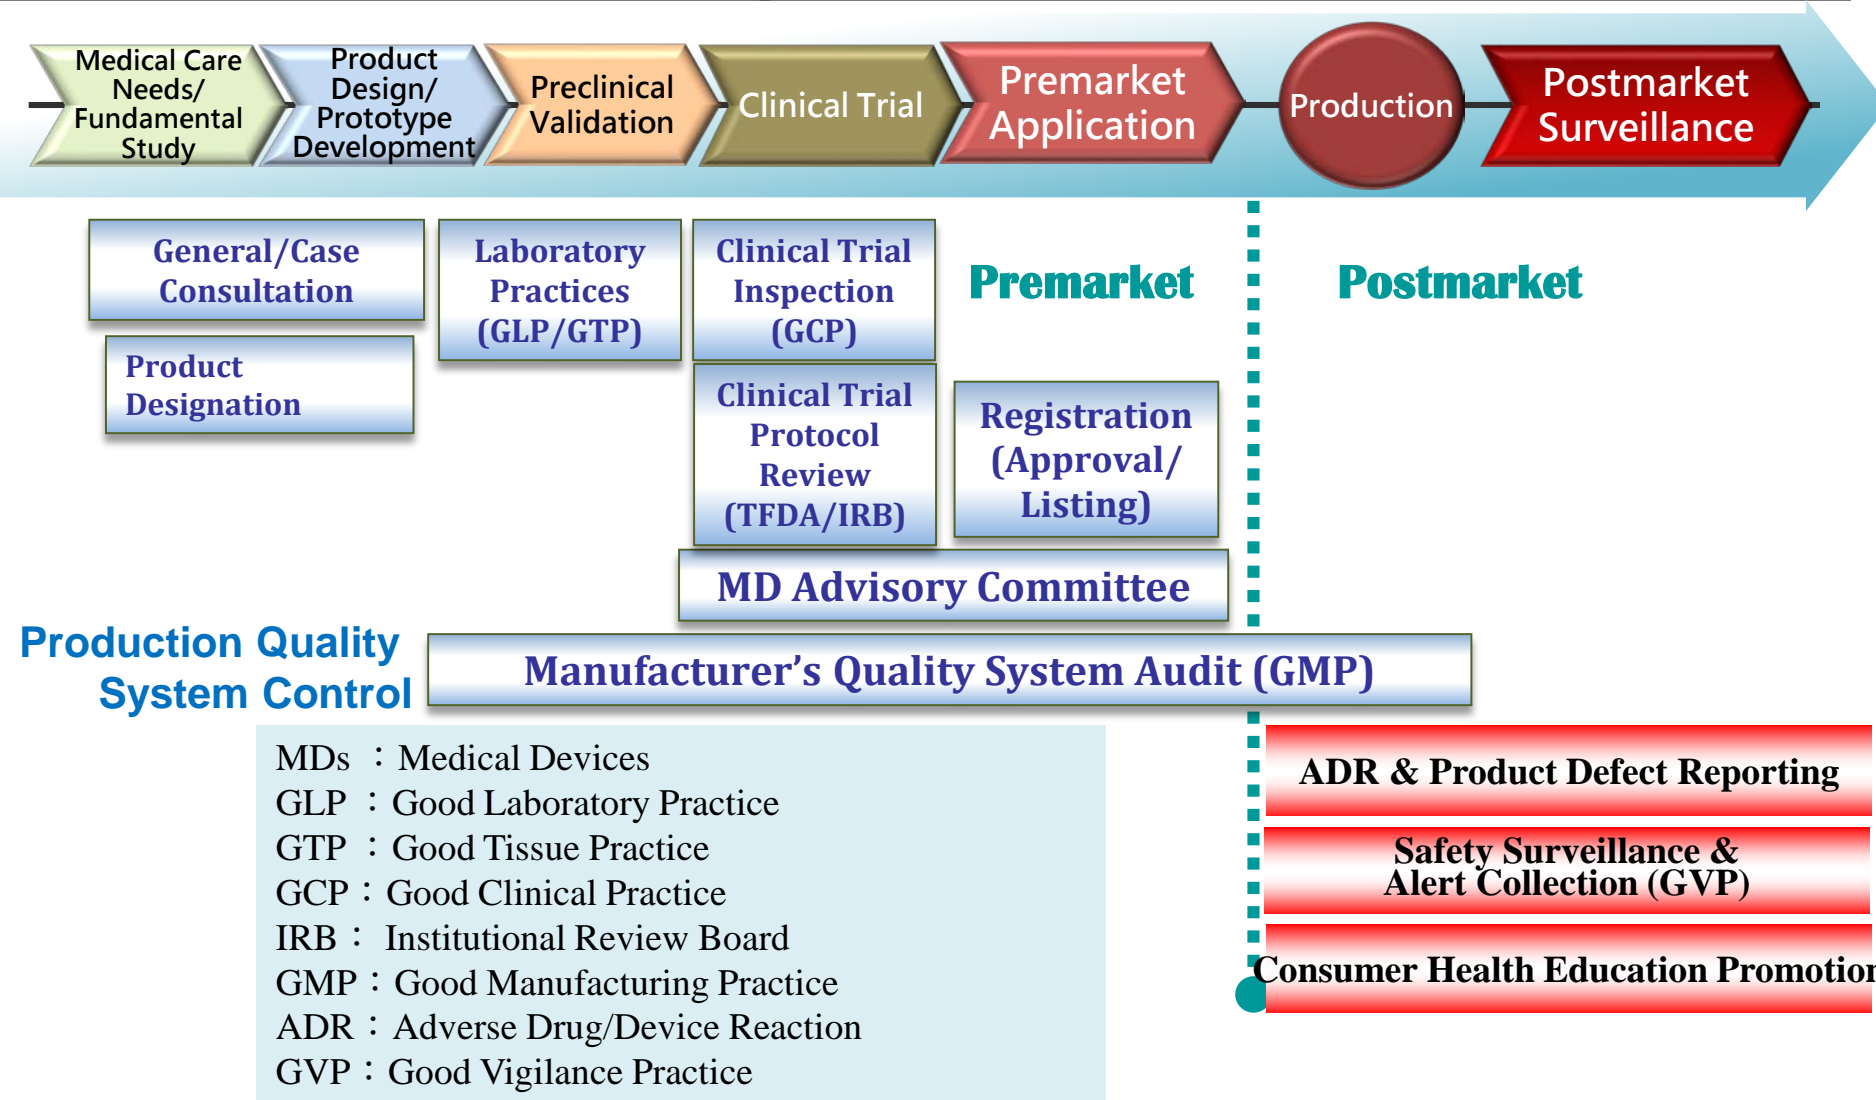 Medical Care
Needs/
Fundamental
Study
Product
Design/
Prototype
Development
Preclinical
Validation
Clinical Trial
Premarket
Application
Production
Postmarket
Surveillance
General/Case
Consultation
Product
Designation
Laboratory
Practices
(GLP/GTP)
Clinical Trial
Inspection
(GCP)
Clinical Trial
Protocol
Review
(TFDA/IRB)
Premarket
Postmarket
Registration
(Approval/
Listing)
MD Advisory Committee
Production Quality
System Control
Manufacturer’s Quality System Audit (GMP)
MDs ：Medical Devices
GLP ：Good Laboratory Practice
GTP ：Good Tissue Practice
GCP：Good Clinical Practice
IRB： Institutional Review Board
GMP：Good Manufacturing Practice
ADR：Adverse Drug/Device Reaction
GVP：Good Vigilance Practice
ADR & Product Defect Reporting
Safety Surveillance &
Alert Collection (GVP)
Consumer Health Education Promotion